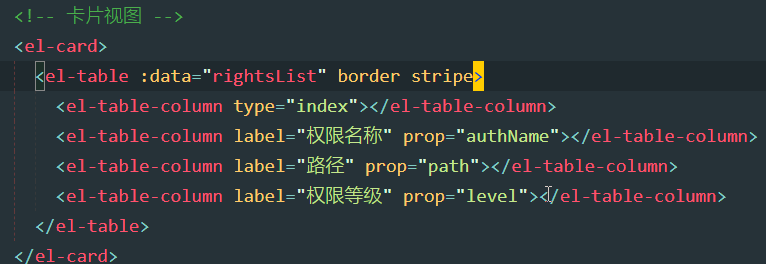 <!-- 卡片视图 -->
<el-card>
<el-table :data="rightsList" border stripe>
<el-table-column type="index"></el-table-column>
<el-table-column label="权限名称" prop="authName"></el-table-column>
<el-table-column label="路径" prop="path"></el-table-column>
<el-table-column label="权限等级" prop="level"></el-table-column>
</el-table>
</el-card>